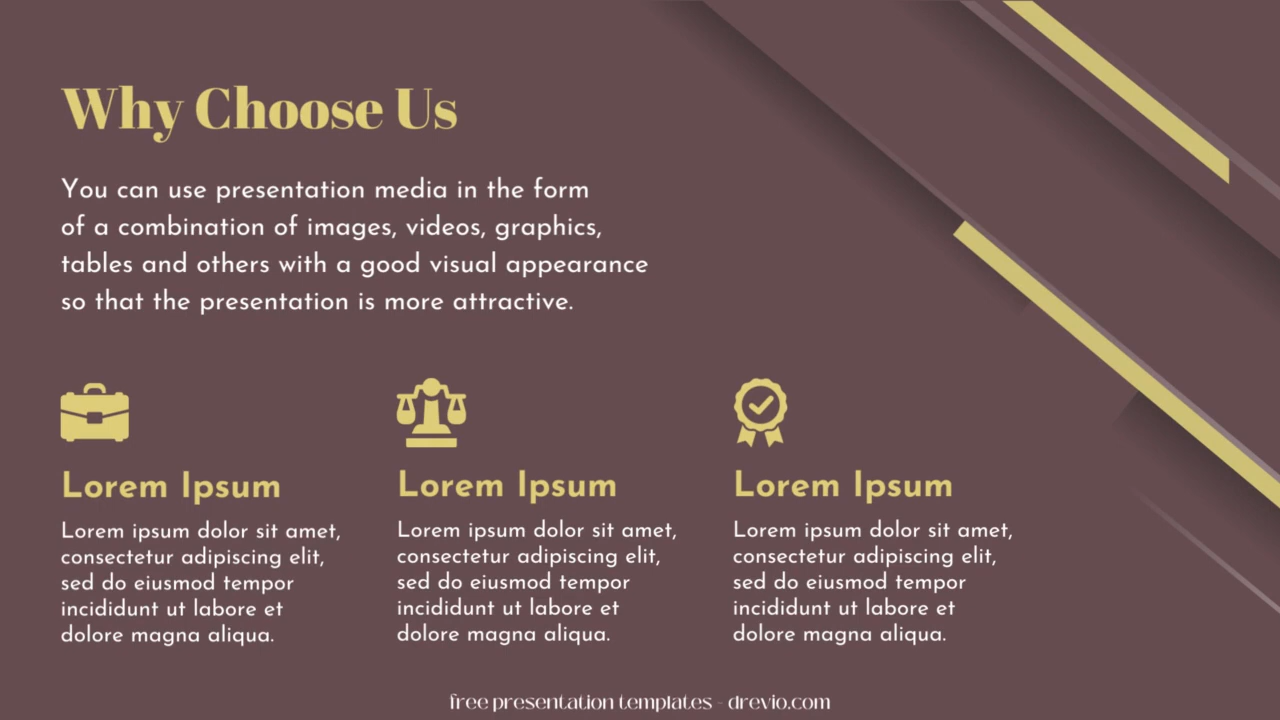 Why Choose Us
You can use presentation media in the form
of a combination of images, videos, graphics,
tables and others with a good visual appearance
so that the presentation is more attractive.
Lorem Ipsum
Lorem ipsum dolor sit amet,
consectetur adipiscing elit,
sed do eiusmod tempor
incididunt ut labore et
dolore magna aliqua.
Lorem Ipsum
Lorem ipsum dolor sit amet,
consectetur adipiscing elit,
sed do eiusmod tempor
incididunt ut labore et
dolore magna aliqua.
Lorem Ipsum
Lorem ipsum dolor sit amet,
consectetur adipiscing elit,
sed do eiusmod tempor
incididunt ut labore et
dolore magna aliqua.
free presentation templates - drevio.com